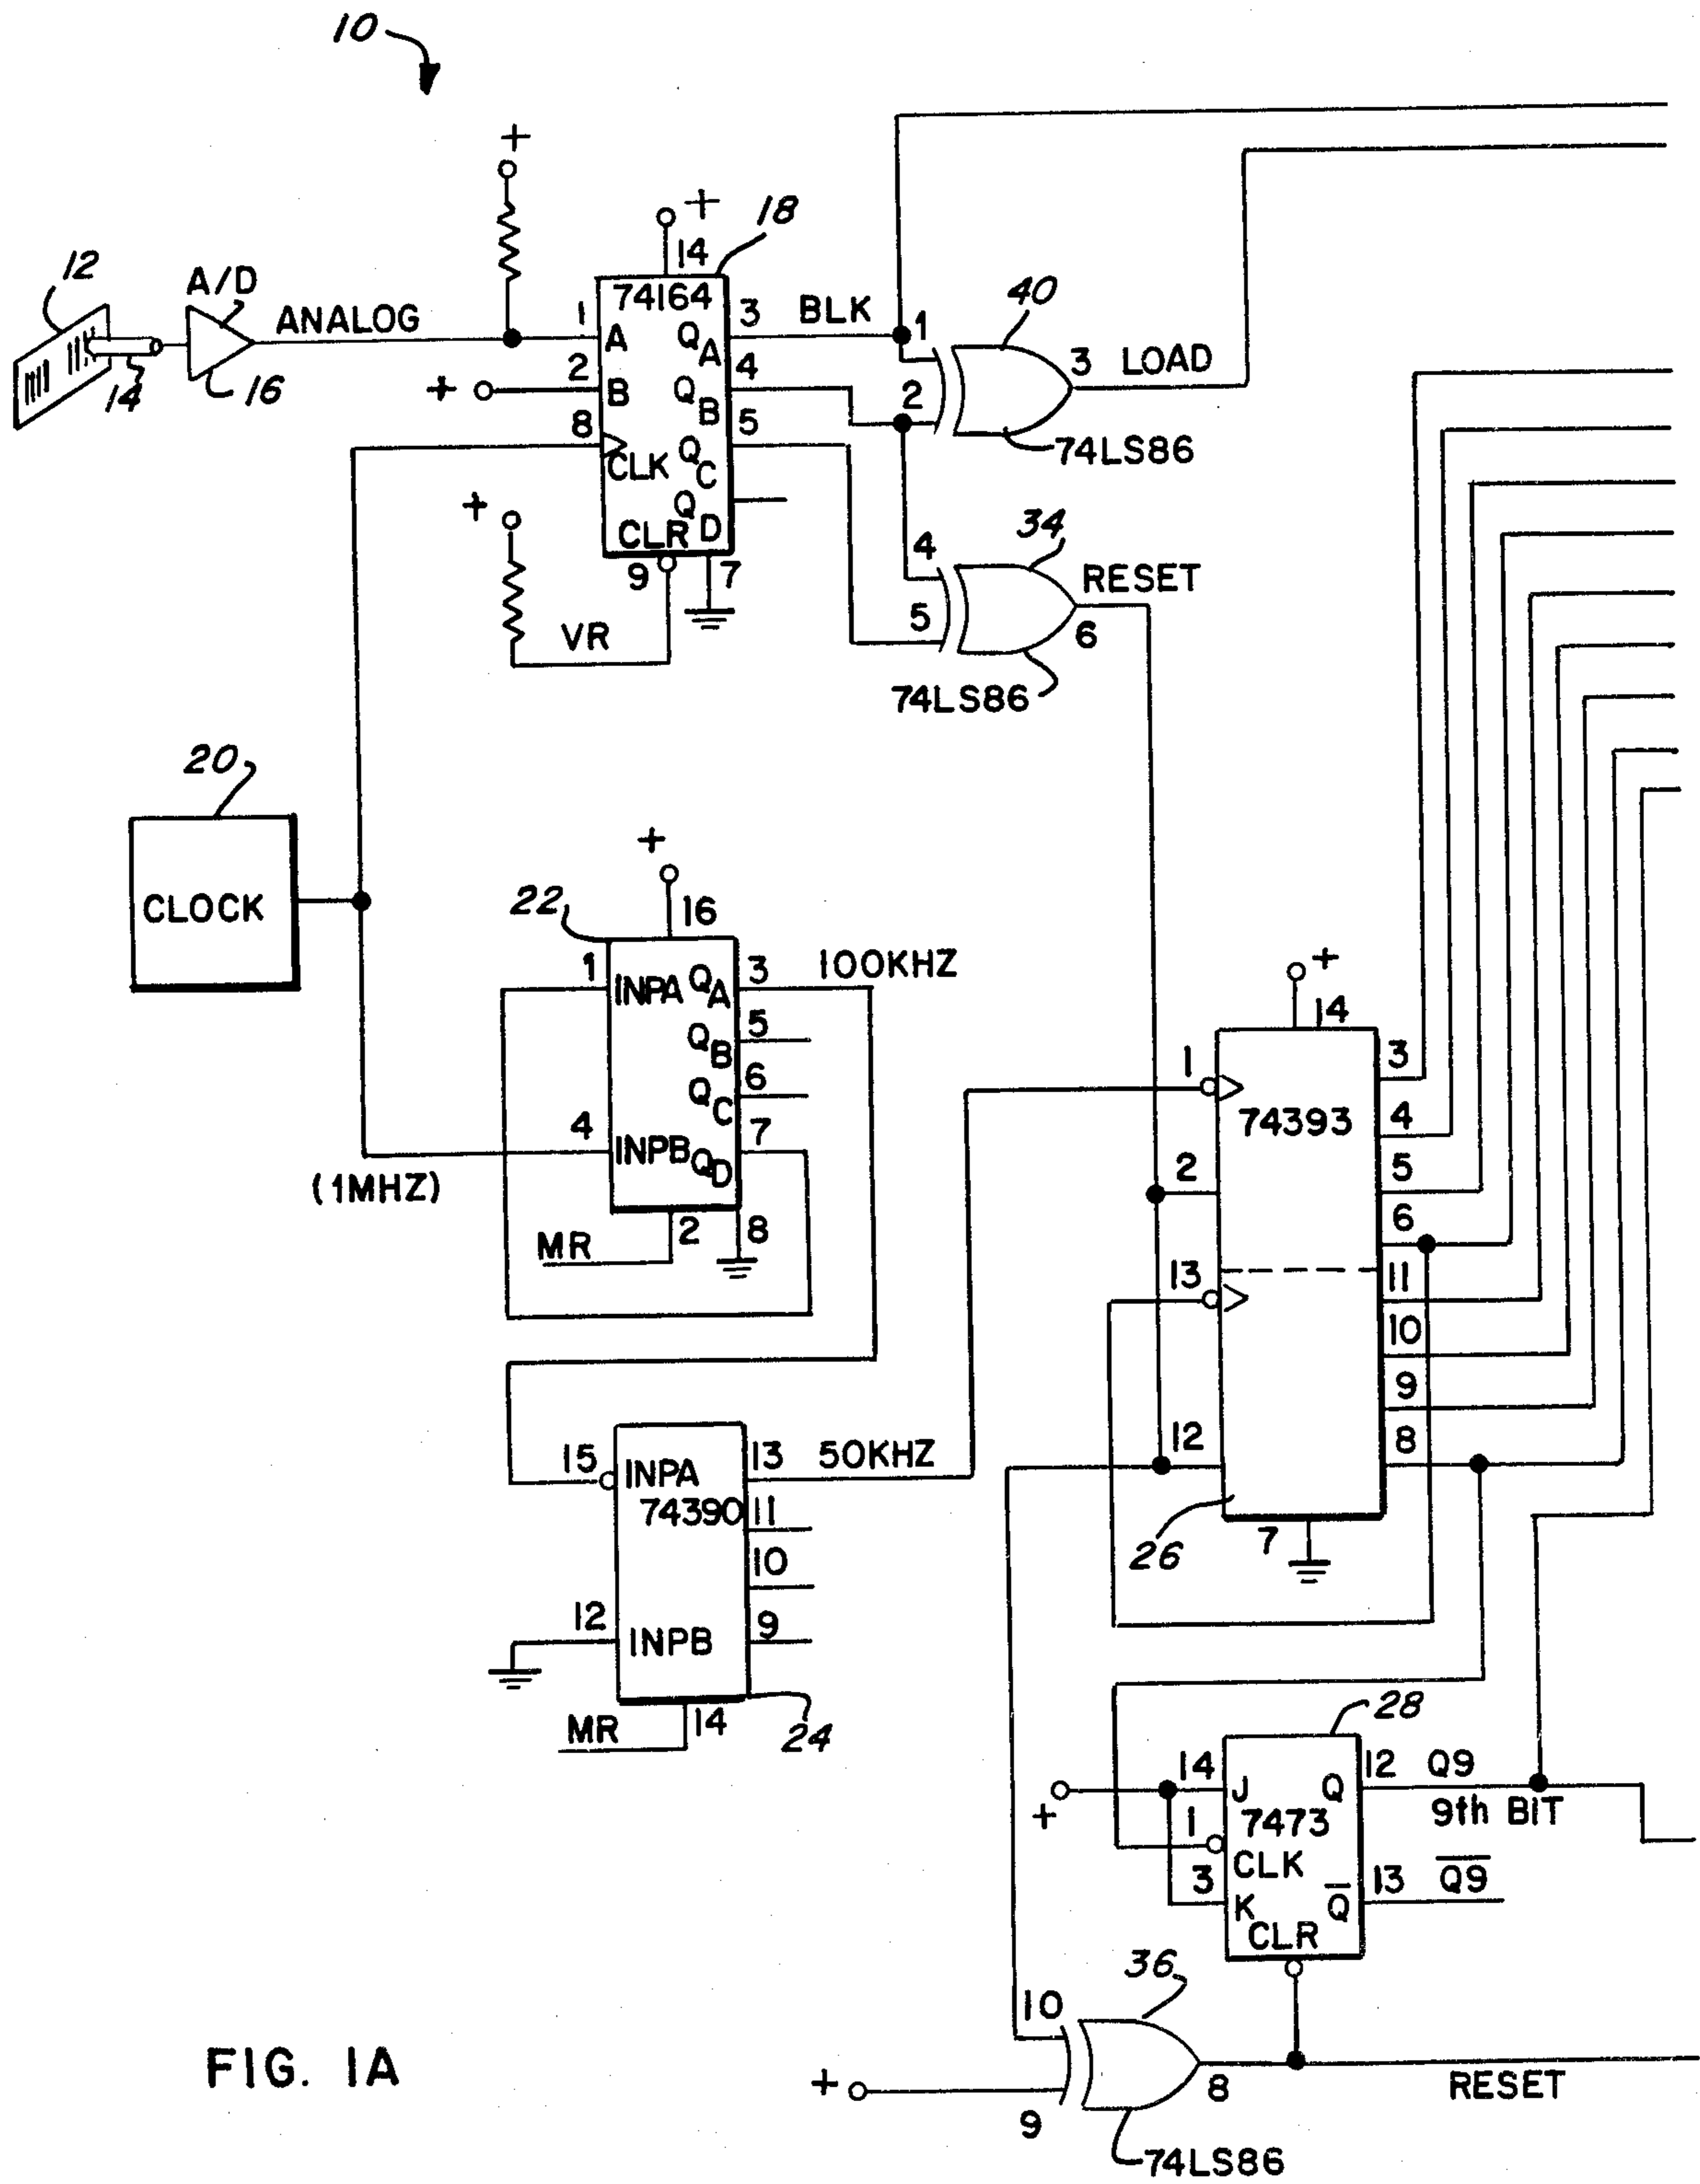 10
+
+
18
14
12
A/D
ANALOG
1
74164
3
BLK
1
40
A
QA
3
LOAD
14
16
+
2
B
QB
4
2
8
CLK
QC
5
74LS86
+
QD
CLR
9
7
VR
4
34
RESET
5
6
74LS86
20
CLOCK
+
22
16
1
INPA
QA
3
100KHZ
QB
5
QC
6
4
INPB
QD
7
(1MHZ)
MR
2
8
+
14
1
3
74393
4
2
5
6
13
11
10
9
12
8
26
7
15
INPA
13
50KHZ
74390
11
10
12
INPB
9
MR
14
24
28
+
14
J
Q
12
Q9
1
7473
9th BIT
CLK
3
K
Q̅
13
Q̅9̅
CLR
36
10
+
9
8
RESET
74LS86
FIG. 1A